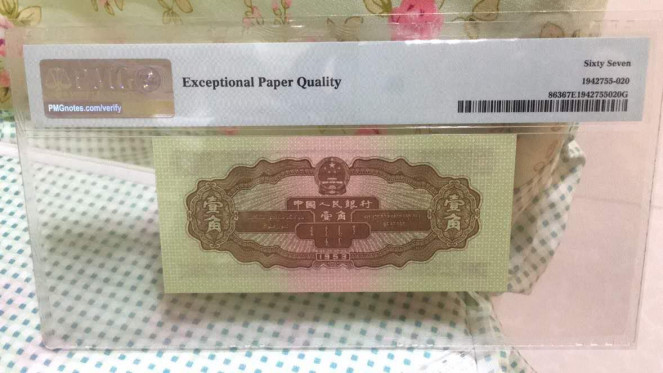 Sixty Seven
Exceptional Paper Quality
1942755-020
86367E1942755020G
PMGnotes.com/verify
中国人民银行
壹角
壹角
壹角
1953